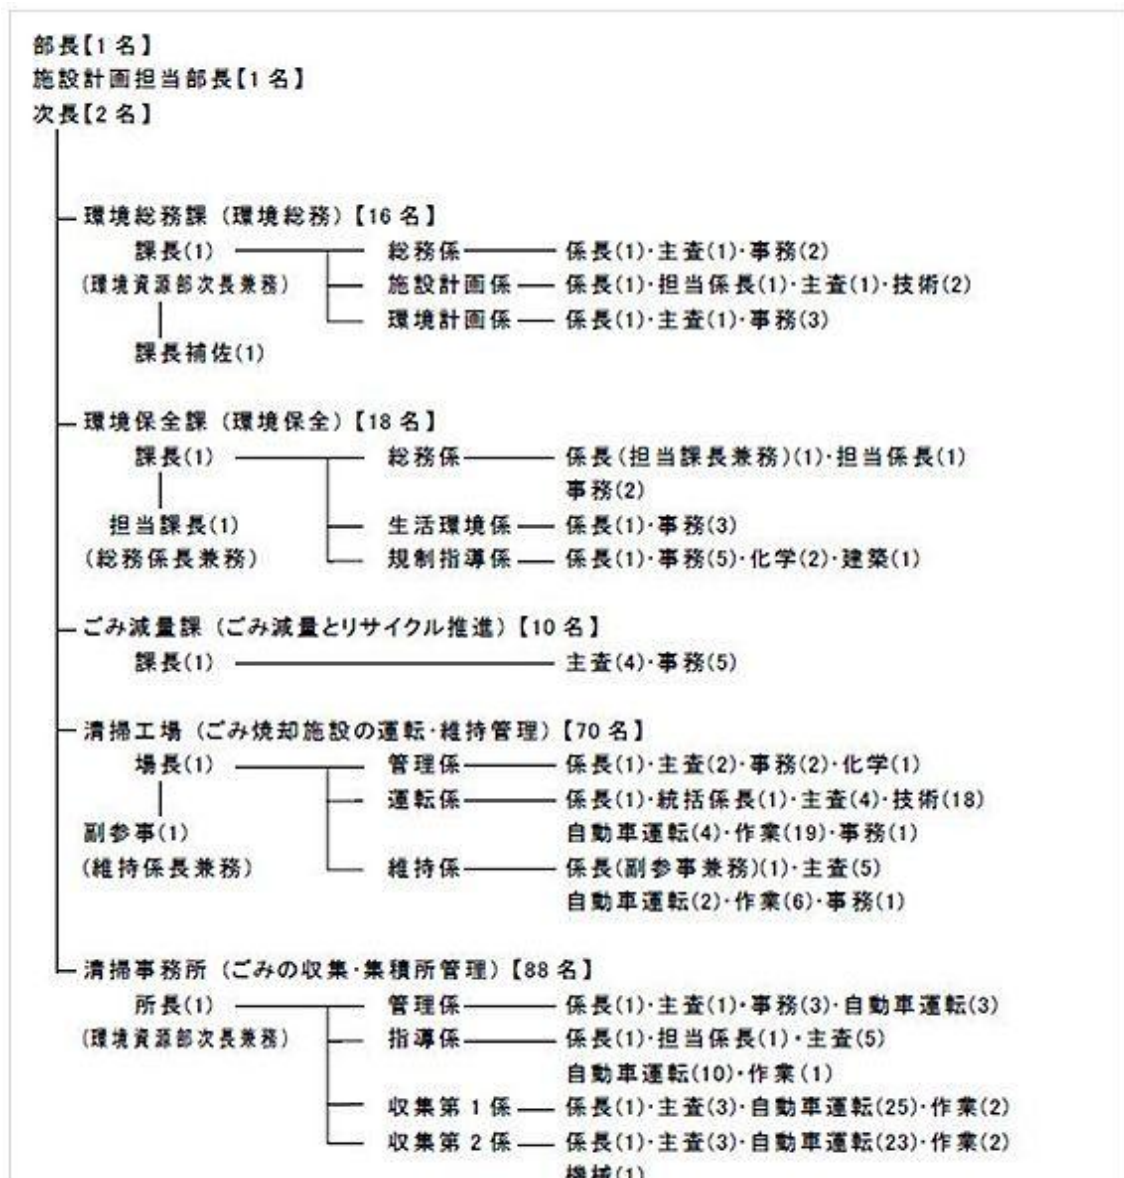 部長【1名】
施設計画担当部長【1名】
次長【2名】
環境総務課（環境総務）【16名】
課長(1) 総務係 係長(1)・主査(1)・事務(2)
(環境資源部次長兼務) 施設計画係 係長(1)・担当係長(1)・主査(1)・技術(2)
環境計画係 係長(1)・主査(1)・事務(3)
課長補佐(1)
環境保全課（環境保全）【18名】
課長(1) 総務係 係長(担当課長兼務)(1)・担当係長(1)
事務(2)
担当課長(1) 生活環境係 係長(1)・事務(3)
(総務係長兼務) 規制指導係 係長(1)・事務(5)・化学(2)・建築(1)
ごみ減量課（ごみ減量とリサイクル推進）【10名】
課長(1) 主査(4)・事務(5)
清掃工場（ごみ焼却施設の運転・維持管理）【70名】
場長(1) 管理係 係長(1)・主査(2)・事務(2)・化学(1)
運転係 係長(1)・統括係長(1)・主査(4)・技術(18)
副参事(1) 自動車運転(4)・作業(19)・事務(1)
(維持係長兼務) 維持係 係長(副参事兼務)(1)・主査(5)
自動車運転(2)・作業(6)・事務(1)
清掃事務所（ごみの収集・集積所管理）【88名】
所長(1) 管理係 係長(1)・主査(1)・事務(3)・自動車運転(3)
(環境資源部次長兼務) 指導係 係長(1)・担当係長(1)・主査(5)
自動車運転(10)・作業(1)
収集第1係 係長(1)・主査(3)・自動車運転(25)・作業(2)
収集第2係 係長(1)・主査(3)・自動車運転(23)・作業(2)
機械(1)